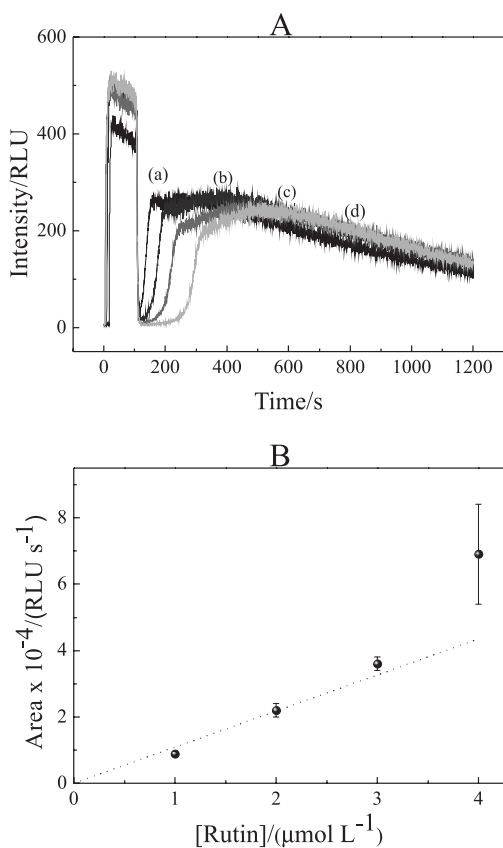 A
600
400
200
0
Intensity/RLU
(a)
(b)
(c)
(d)
0 200 400 600 800 1000 1200
Time/s
B
8
6
4
2
0
Area x 10⁻⁴/(RLU s⁻¹)
0 1 2 3 4
[Rutin]/(μmol L⁻¹)